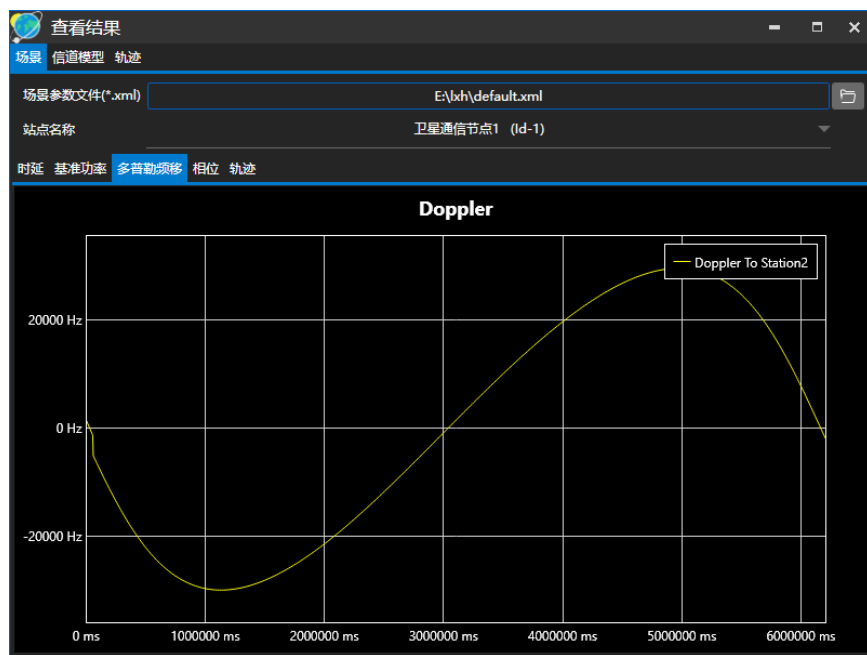 查看结果
场景 信道模型 轨迹
场景参数文件(*.xml) E:\lxh\default.xml
站点名称 卫星通信节点1 (Id-1)
时延 基准功率 多普勒频移 相位 轨迹
Doppler
Doppler To Station2
20000 Hz
0 Hz
-20000 Hz
0 ms 1000000 ms 2000000 ms 3000000 ms 4000000 ms 5000000 ms 6000000 ms